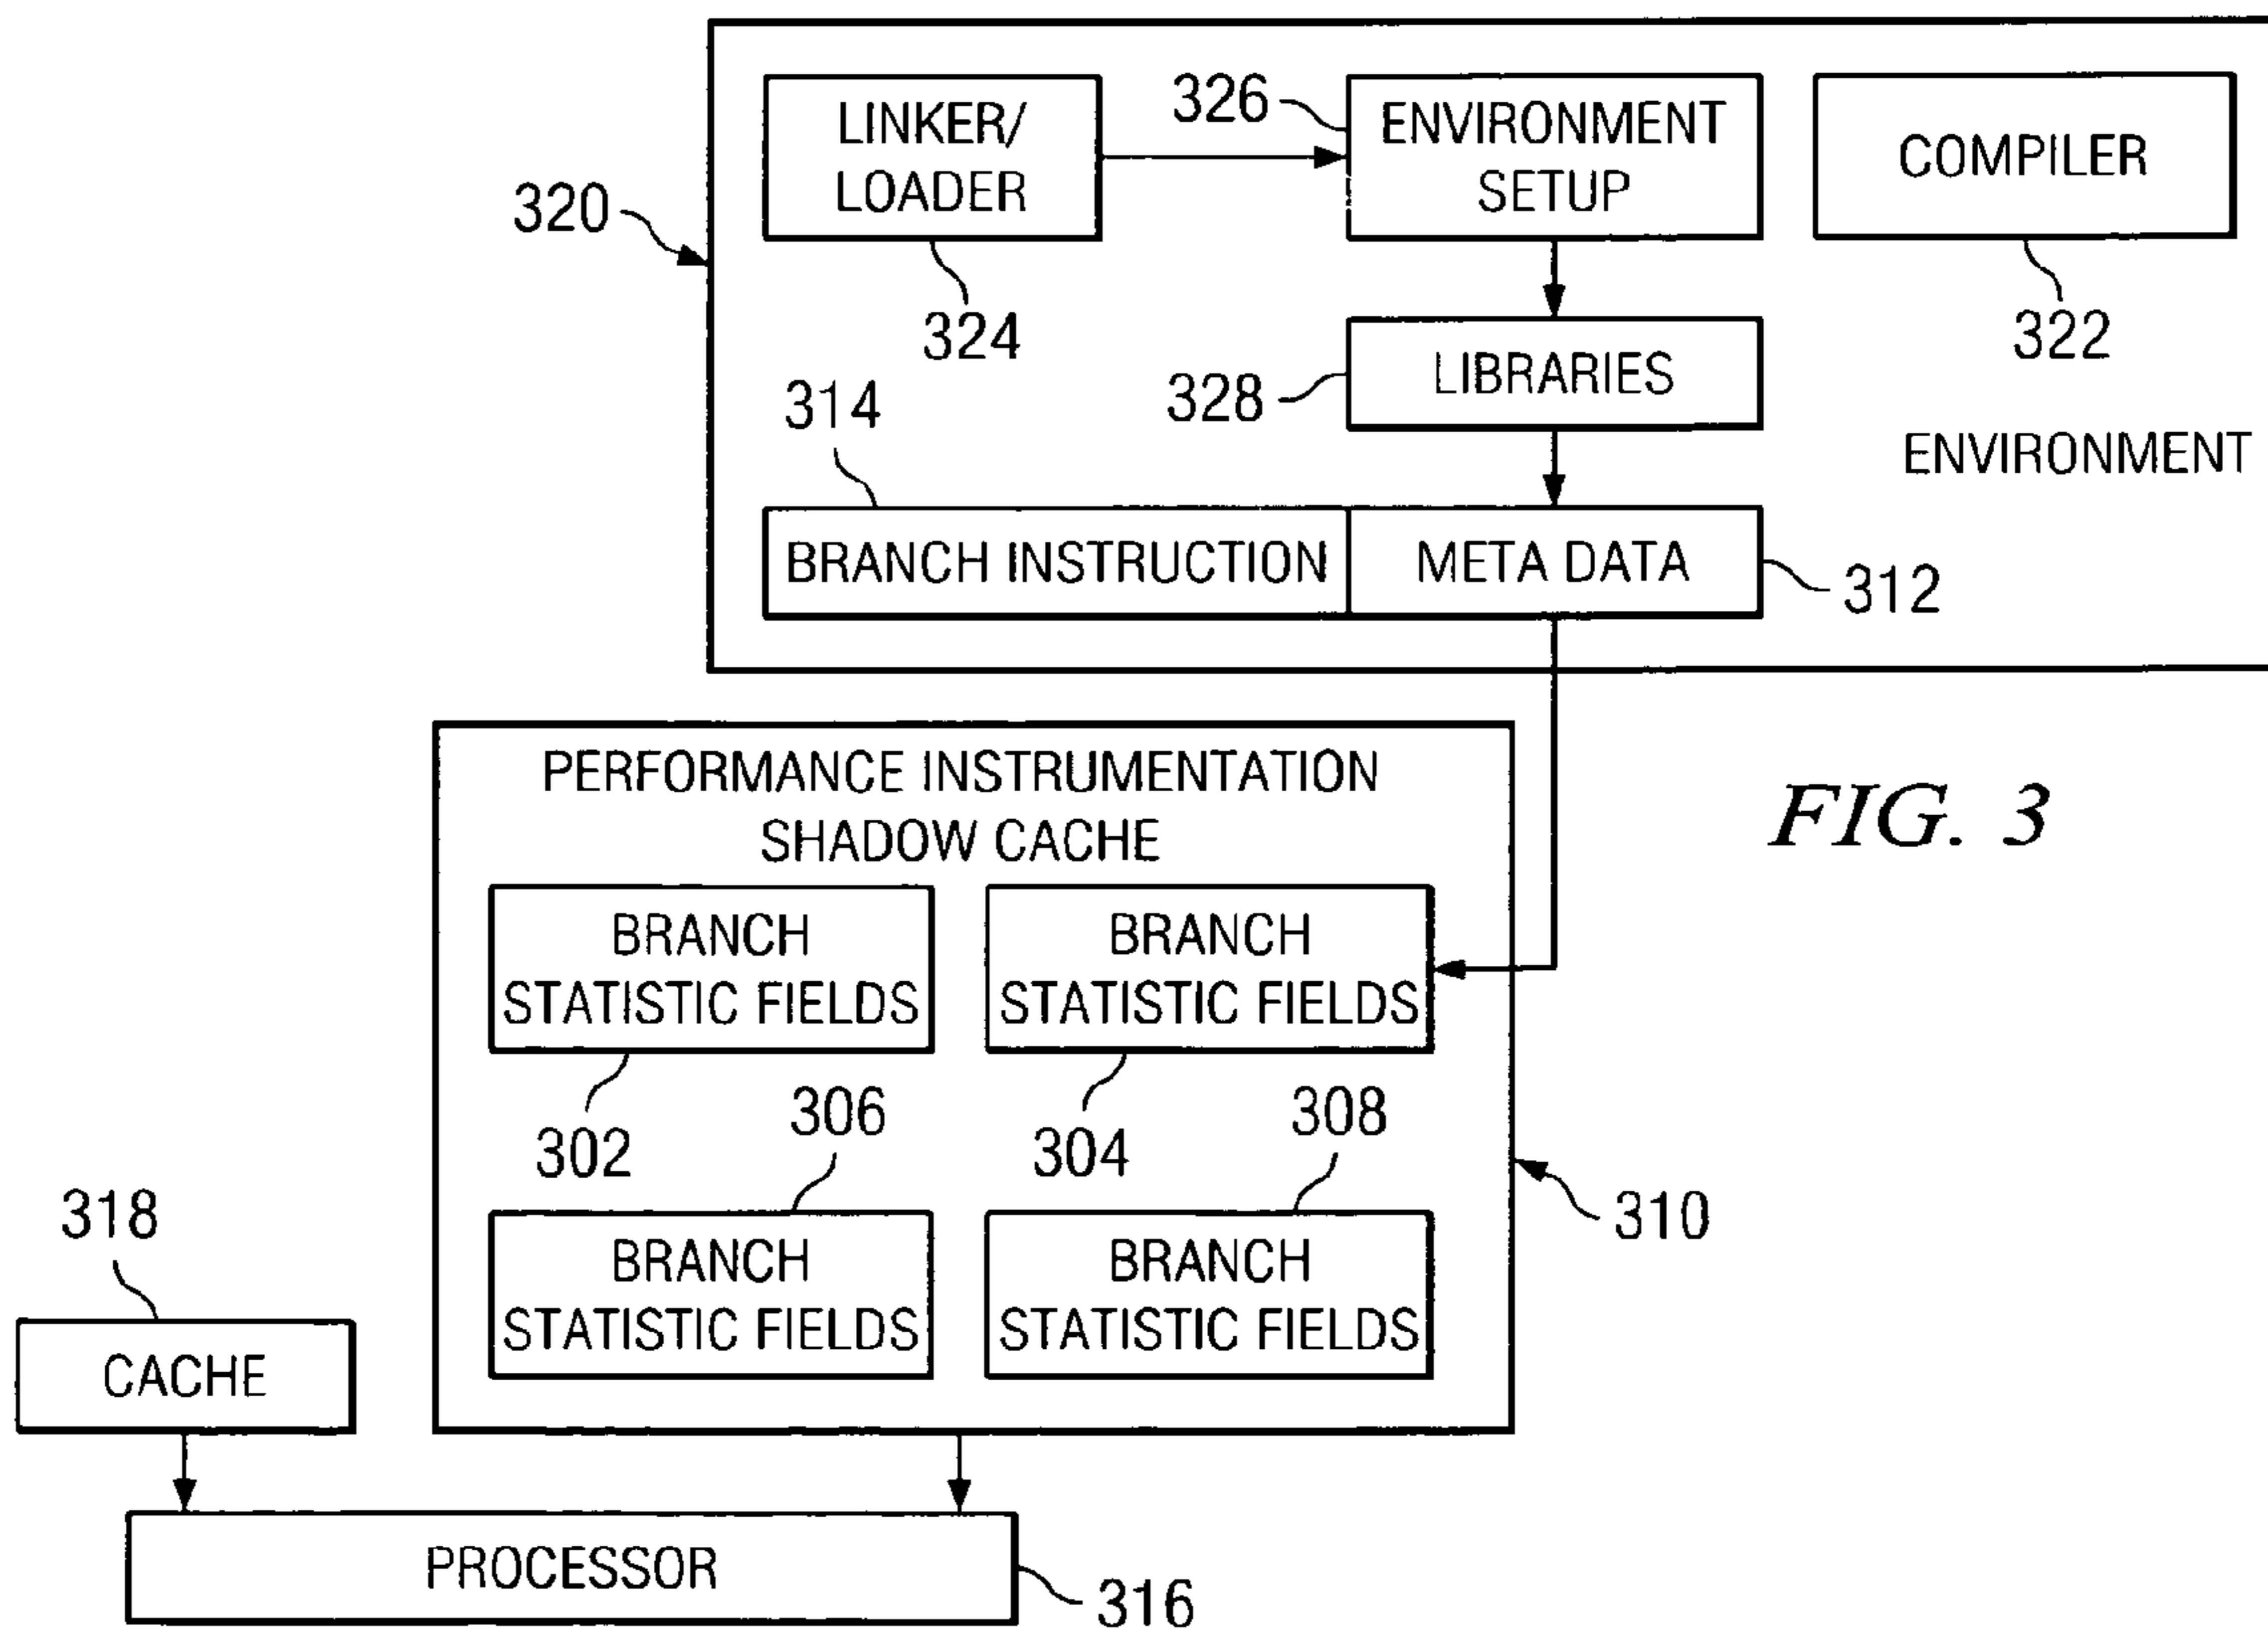 LINKER/
LOADER
326
ENVIRONMENT
SETUP
COMPILER
320
324
322
328
LIBRARIES
314
ENVIRONMENT
BRANCH INSTRUCTION
META DATA
312
PERFORMANCE INSTRUMENTATION
SHADOW CACHE
FIG. 3
BRANCH
STATISTIC FIELDS
BRANCH
STATISTIC FIELDS
302
306
304
308
310
318
BRANCH
STATISTIC FIELDS
BRANCH
STATISTIC FIELDS
CACHE
PROCESSOR
316